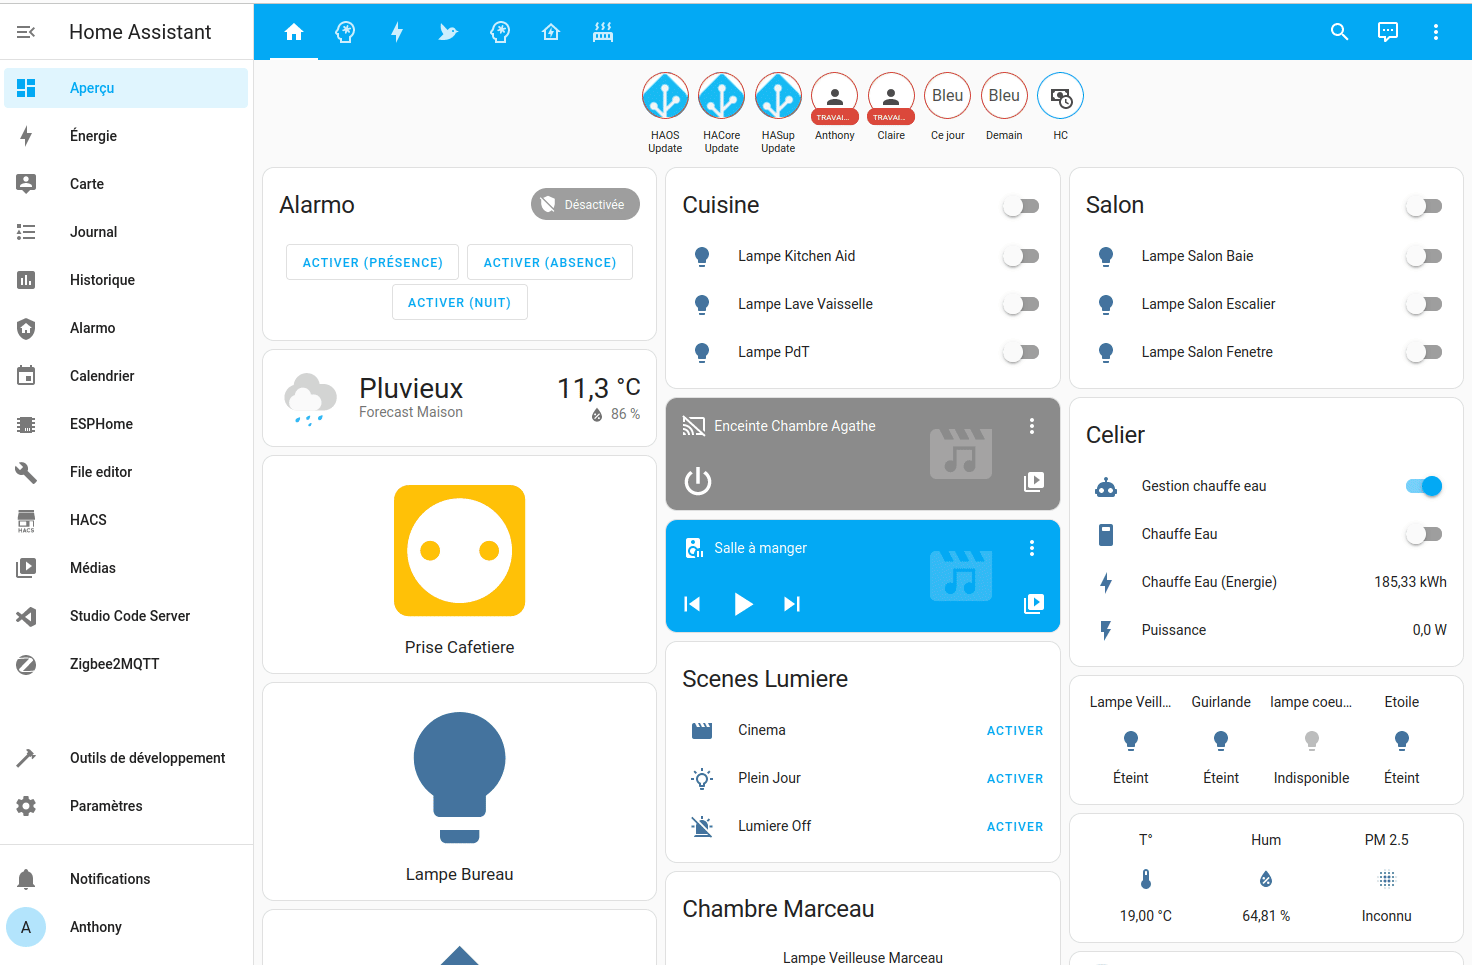 Home Assistant
Aperçu
Énergie
Carte
Journal
Historique
Alarmo
Calendrier
ESPHome
File editor
HACS
HACS
Médias
Studio Code Server
Zigbee2MQTT
Outils de développement
Paramètres
Notifications
A
Anthony
HAOS Update
HACore Update
HASup Update
TRAVAI...
Anthony
TRAVAI...
Claire
Bleu
Ce jour
Bleu
Demain
HC
Alarmo
Désactivée
ACTIVER (PRÉSENCE)
ACTIVER (ABSENCE)
ACTIVER (NUIT)
Pluvieux
Forecast Maison
11,3 °C
86 %
Prise Cafetiere
Lampe Bureau
Cuisine
Lampe Kitchen Aid
Lampe Lave Vaisselle
Lampe PdT
Enceinte Chambre Agathe
Salle à manger
Scenes Lumiere
Cinema
ACTIVER
Plein Jour
ACTIVER
Lumiere Off
ACTIVER
Chambre Marceau
Lampe Veilleuse Marceau
Salon
Lampe Salon Baie
Lampe Salon Escalier
Lampe Salon Fenetre
Celier
Gestion chauffe eau
Chauffe Eau
Chauffe Eau (Energie)
185,33 kWh
Puissance
0,0 W
Lampe Veill...
Guirlande
lampe coeu...
Etoile
Éteint
Éteint
Indisponible
Éteint
T°
Hum
PM 2.5
19,00 °C
64,81 %
Inconnu